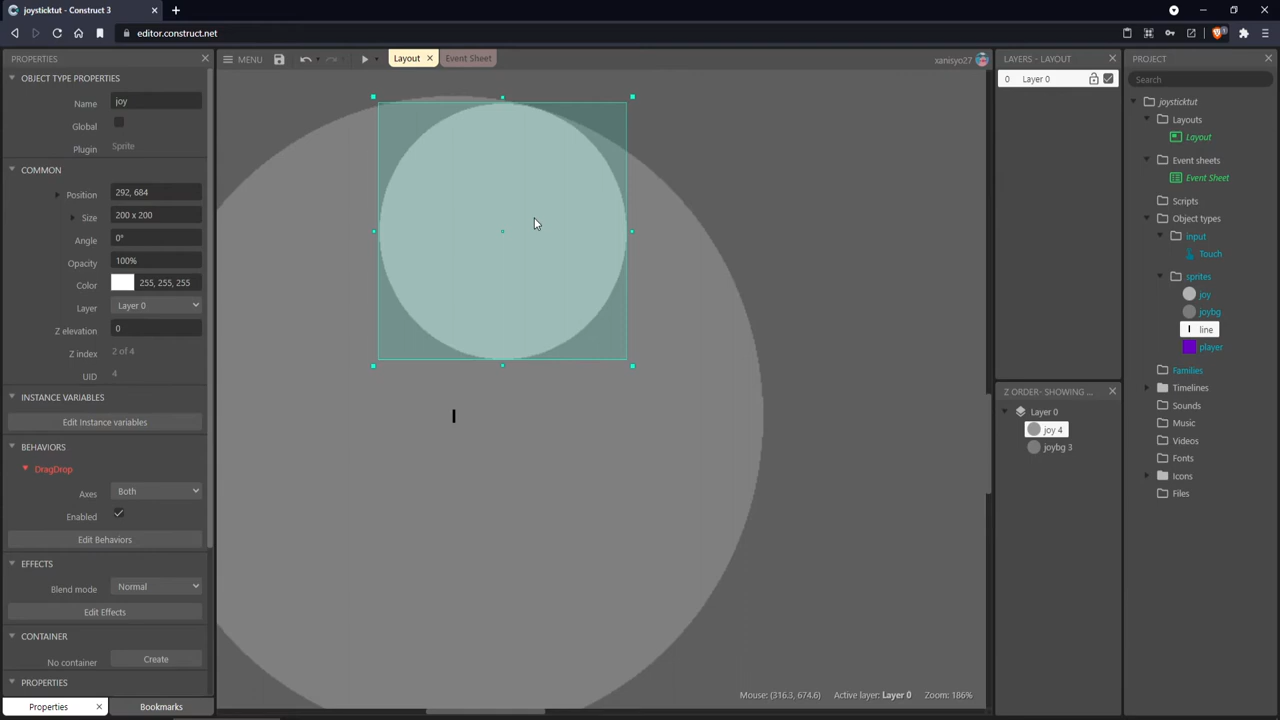 joysticktut - Construct 3
editor.construct.net
PROPERTIES
OBJECT TYPE PROPERTIES
Name joy
Global
Plugin Sprite
COMMON
Position 292, 684
Size 200 x 200
Angle 0°
Opacity 100%
Color 255, 255, 255
Layer Layer 0
Z elevation 0
Z index 2 of 4
UID 4
INSTANCE VARIABLES
Edit Instance variables
BEHAVIORS
DragDrop
Axes Both
Enabled
Edit Behaviors
EFFECTS
Blend mode Normal
Edit Effects
CONTAINER
No container Create
PROPERTIES
Properties Bookmarks
MENU
Layout Event Sheet
xanisyo27
Mouse: (316.3, 674.6) Active layer: Layer 0 Zoom: 186%
LAYERS - LAYOUT
0 Layer 0
Z ORDER- SHOWING ...
Layer 0
joy 4
joybg 3
PROJECT
Search
joysticktut
Layouts
Layout
Event sheets
Event Sheet
Scripts
Object types
input
Touch
sprites
joy
joybg
line
player
Families
Timelines
Sounds
Music
Videos
Fonts
Icons
Files